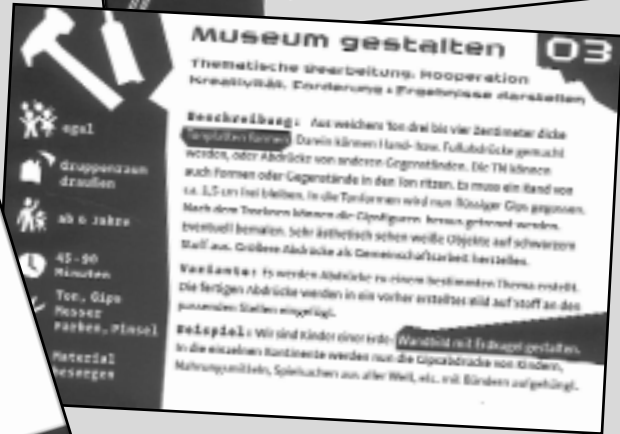 Museum gestalten
03
Thematische Bearbeitung, Kooperation
Kreativität, Forderung + Ergebnisse darstellen
egal
Gruppenraum
draußen
ab 6 Jahre
45-90
Minuten
Ton, Gips
Messer
Farben, Pinsel
Material
besorgen
Beschreibung: Aus weichem Ton drei bis vier Zentimeter dicke
Tonplatten formen. Darein können Hand- bzw. Fußabdrücke gemacht
werden, oder Abdrücke von anderen Gegenständen. Die TN können
auch Formen oder Gegenstände in den Ton ritzen. Es muss ein Rand von
ca. 1,5 cm frei bleiben. In die Tonformen wird nun flüssiger Gips gegossen.
Nach dem Trocknen können die Gipsfiguren heraus getrennt werden.
Eventuell bemalen. Sehr ästhetisch sehen weiße Objekte auf schwarzem
Stoff aus. Größere Abdrücke als Gemeinschaftsarbeit herstellen.
Variante: Es werden Abdrücke zu einem bestimmten Thema erstellt.
Die fertigen Abdrücke werden in ein vorher erstelltes Bild auf Stoff an den
passenden Stellen eingefügt.
Beispiel: Wir sind Kinder einer Erde: Wandbild mit Erdkugel gestalten.
In die einzelnen Kontinente werden nun die Gipsabdrücke von Kindern,
Nahrungsmitteln, Spielsachen aus aller Welt, etc. mit Bändern aufgehängt.